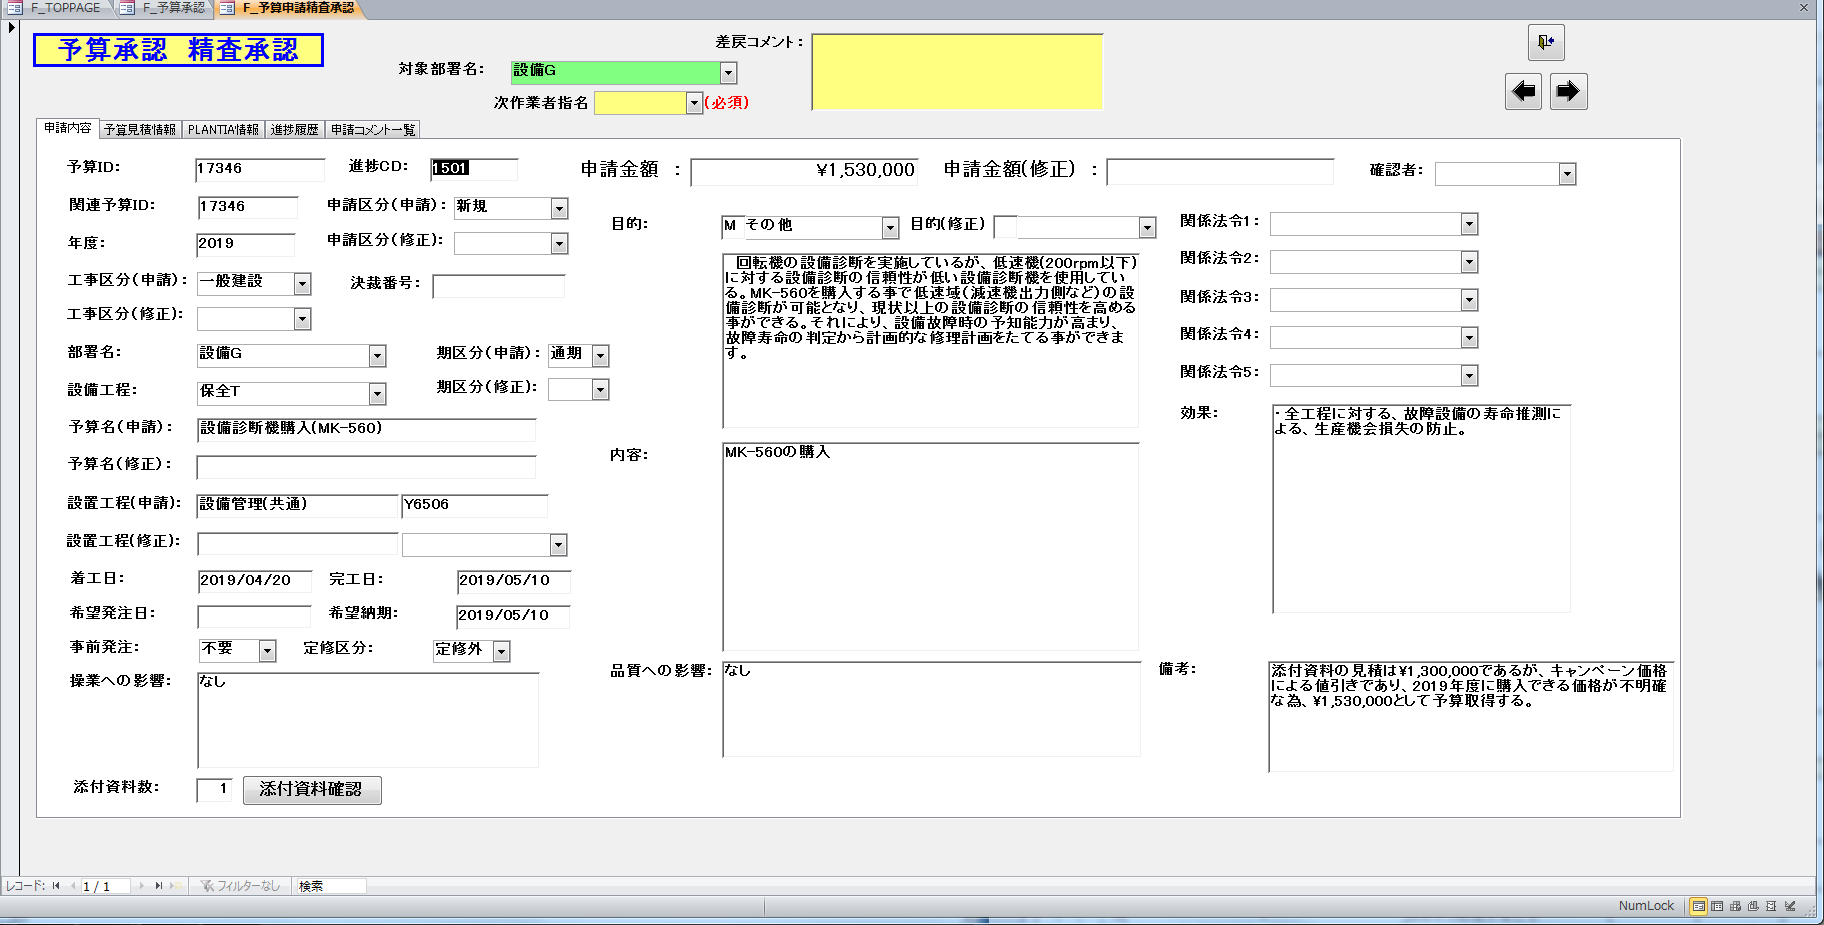 F_TOPPAGE
F_予算承認
F_予算申請精査承認
予算承認 精査承認
差戻コメント：
対象部署名： 設備G
次作業者指名 (必須)
申請内容 予算見積情報 PLANTIA情報 進捗履歴 申請コメント一覧
予算ID： 17346 進捗CD： 1501 申請金額 ： ¥1,530,000 申請金額(修正) ： 確認者：
関連予算ID： 17346 申請区分(申請)： 新規
年度： 2019 申請区分(修正)：
目的： M その他 目的(修正)
関係法令1：
関係法令2：
関係法令3：
関係法令4：
関係法令5：
工事区分(申請)： 一般建設 決裁番号：
工事区分(修正)：
回転機の設備診断を実施しているが、低速機(200rpm以下)
に対する設備診断の信頼性が低い設備診断機を使用してい
る。MK-560を購入する事で低速域(減速機出力側など)の設
備診断が可能となり、現状以上の設備診断の信頼性を高める
事ができる。それにより、設備故障時の予知能力が高まり、
故障寿命の判定から計画的な修理計画をたてる事ができま
す。
部署名： 設備G 期区分(申請)： 通期
設備工程： 保全T 期区分(修正)：
効果： ・全工程に対する、故障設備の寿命推測に
よる、生産機会損失の防止。
予算名(申請)： 設備診断機購入(MK-560)
予算名(修正)：
内容： MK-560の購入
設置工程(申請)： 設備管理(共通) Y6506
設置工程(修正)：
着工日： 2019/04/20 完工日： 2019/05/10
希望発注日： 希望納期： 2019/05/10
事前発注： 不要 定修区分： 定修外
操業への影響： なし
品質への影響： なし
備考： 添付資料の見積は¥1,300,000であるが、キャンペーン価格
による値引きであり、2019年度に購入できる価格が不明確
な為、¥1,530,000として予算取得する。
添付資料数： 1 添付資料確認
レコード： 1 / 1 フィルターなし 検索
NumLock